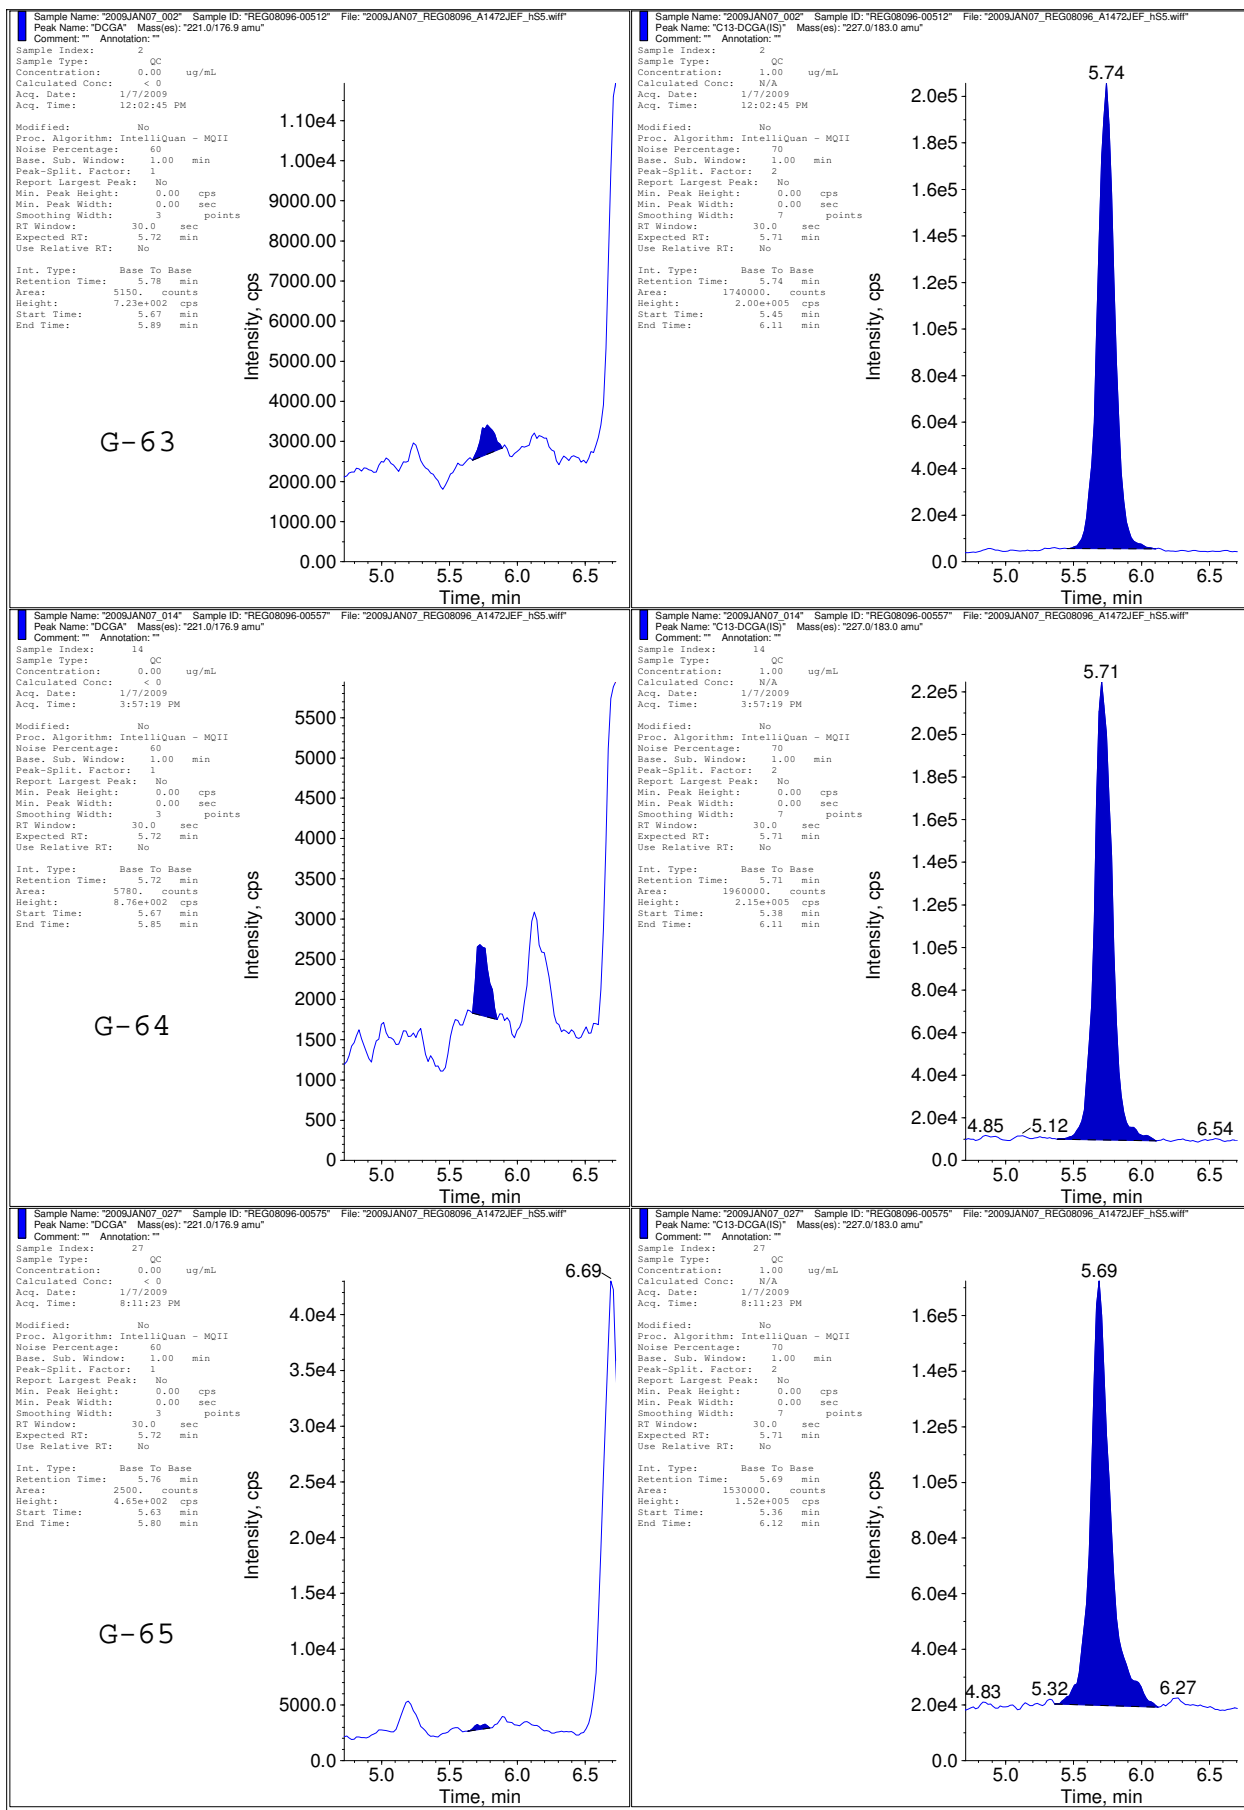 Sample Name: "2009JAN07_002" Sample ID: "REG08096-00512" File: "2009JAN07_REG08096_A1472JEF_hS5.wiff"
Peak Name: "DCGA" Mass(es): "221.0/176.9 amu"
Comment: "" Annotation: ""
Sample Index: 2
Sample Type: QC
Concentration: 0.00 ug/mL
Calculated Conc: < 0
Acq. Date: 1/7/2009
Acq. Time: 12:02:45 PM
Modified: No
Proc. Algorithm: IntelliQuan - MQII
Noise Percentage: 60
Base. Sub. Window: 1.00 min
Peak-Split. Factor: 1
Report Largest Peak: No
Min. Peak Height: 0.00 cps
Min. Peak Width: 0.00 sec
Smoothing Width: 3 points
RT Window: 30.0 sec
Expected RT: 5.72 min
Use Relative RT: No
Int. Type: Base To Base
Retention Time: 5.78 min
Area: 5150. counts
Height: 7.23e+002 cps
Start Time: 5.67 min
End Time: 5.89 min
G-63
Intensity, cps
1.10e4
1.00e4
9000.00
8000.00
7000.00
6000.00
5000.00
4000.00
3000.00
2000.00
1000.00
0.00
5.0 5.5 6.0 6.5
Time, min
Sample Name: "2009JAN07_002" Sample ID: "REG08096-00512" File: "2009JAN07_REG08096_A1472JEF_hS5.wiff"
Peak Name: "C13-DCGA(IS)" Mass(es): "227.0/183.0 amu"
Comment: "" Annotation: ""
Sample Index: 2
Sample Type: QC
Concentration: 1.00 ug/mL
Calculated Conc: N/A
Acq. Date: 1/7/2009
Acq. Time: 12:02:45 PM
Modified: No
Proc. Algorithm: IntelliQuan - MQII
Noise Percentage: 70
Base. Sub. Window: 1.00 min
Peak-Split. Factor: 2
Report Largest Peak: No
Min. Peak Height: 0.00 cps
Min. Peak Width: 0.00 sec
Smoothing Width: 7 points
RT Window: 30.0 sec
Expected RT: 5.71 min
Use Relative RT: No
Int. Type: Base To Base
Retention Time: 5.74 min
Area: 1740000. counts
Height: 2.00e+005 cps
Start Time: 5.45 min
End Time: 6.11 min
Intensity, cps
5.74
2.0e5
1.8e5
1.6e5
1.4e5
1.2e5
1.0e5
8.0e4
6.0e4
4.0e4
2.0e4
0.0
5.0 5.5 6.0 6.5
Time, min
Sample Name: "2009JAN07_014" Sample ID: "REG08096-00557" File: "2009JAN07_REG08096_A1472JEF_hS5.wiff"
Peak Name: "DCGA" Mass(es): "221.0/176.9 amu"
Comment: "" Annotation: ""
Sample Index: 14
Sample Type: QC
Concentration: 0.00 ug/mL
Calculated Conc: < 0
Acq. Date: 1/7/2009
Acq. Time: 3:57:19 PM
Modified: No
Proc. Algorithm: IntelliQuan - MQII
Noise Percentage: 60
Base. Sub. Window: 1.00 min
Peak-Split. Factor: 1
Report Largest Peak: No
Min. Peak Height: 0.00 cps
Min. Peak Width: 0.00 sec
Smoothing Width: 3 points
RT Window: 30.0 sec
Expected RT: 5.72 min
Use Relative RT: No
Int. Type: Base To Base
Retention Time: 5.72 min
Area: 5780. counts
Height: 8.76e+002 cps
Start Time: 5.67 min
End Time: 5.85 min
G-64
Intensity, cps
5500
5000
4500
4000
3500
3000
2500
2000
1500
1000
500
0
5.0 5.5 6.0 6.5
Time, min
Sample Name: "2009JAN07_014" Sample ID: "REG08096-00557" File: "2009JAN07_REG08096_A1472JEF_hS5.wiff"
Peak Name: "C13-DCGA(IS)" Mass(es): "227.0/183.0 amu"
Comment: "" Annotation: ""
Sample Index: 14
Sample Type: QC
Concentration: 1.00 ug/mL
Calculated Conc: N/A
Acq. Date: 1/7/2009
Acq. Time: 3:57:19 PM
Modified: No
Proc. Algorithm: IntelliQuan - MQII
Noise Percentage: 70
Base. Sub. Window: 1.00 min
Peak-Split. Factor: 2
Report Largest Peak: No
Min. Peak Height: 0.00 cps
Min. Peak Width: 0.00 sec
Smoothing Width: 7 points
RT Window: 30.0 sec
Expected RT: 5.71 min
Use Relative RT: No
Int. Type: Base To Base
Retention Time: 5.71 min
Area: 1960000. counts
Height: 2.15e+005 cps
Start Time: 5.38 min
End Time: 6.11 min
Intensity, cps
5.71
2.2e5
2.0e5
1.8e5
1.6e5
1.4e5
1.2e5
1.0e5
8.0e4
6.0e4
4.0e4
2.0e4
4.85 5.12 6.54
0.0
5.0 5.5 6.0 6.5
Time, min
Sample Name: "2009JAN07_027" Sample ID: "REG08096-00575" File: "2009JAN07_REG08096_A1472JEF_hS5.wiff"
Peak Name: "DCGA" Mass(es): "221.0/176.9 amu"
Comment: "" Annotation: ""
Sample Index: 27
Sample Type: QC
Concentration: 0.00 ug/mL
Calculated Conc: < 0
Acq. Date: 1/7/2009
Acq. Time: 8:11:23 PM
Modified: No
Proc. Algorithm: IntelliQuan - MQII
Noise Percentage: 60
Base. Sub. Window: 1.00 min
Peak-Split. Factor: 1
Report Largest Peak: No
Min. Peak Height: 0.00 cps
Min. Peak Width: 0.00 sec
Smoothing Width: 3 points
RT Window: 30.0 sec
Expected RT: 5.72 min
Use Relative RT: No
Int. Type: Base To Base
Retention Time: 5.76 min
Area: 2500. counts
Height: 4.65e+002 cps
Start Time: 5.63 min
End Time: 5.80 min
G-65
Intensity, cps
6.69
4.0e4
3.5e4
3.0e4
2.5e4
2.0e4
1.5e4
1.0e4
5000.0
0.0
5.0 5.5 6.0 6.5
Time, min
Sample Name: "2009JAN07_027" Sample ID: "REG08096-00575" File: "2009JAN07_REG08096_A1472JEF_hS5.wiff"
Peak Name: "C13-DCGA(IS)" Mass(es): "227.0/183.0 amu"
Comment: "" Annotation: ""
Sample Index: 27
Sample Type: QC
Concentration: 1.00 ug/mL
Calculated Conc: N/A
Acq. Date: 1/7/2009
Acq. Time: 8:11:23 PM
Modified: No
Proc. Algorithm: IntelliQuan - MQII
Noise Percentage: 70
Base. Sub. Window: 1.00 min
Peak-Split. Factor: 2
Report Largest Peak: No
Min. Peak Height: 0.00 cps
Min. Peak Width: 0.00 sec
Smoothing Width: 7 points
RT Window: 30.0 sec
Expected RT: 5.71 min
Use Relative RT: No
Int. Type: Base To Base
Retention Time: 5.69 min
Area: 1530000. counts
Height: 1.52e+005 cps
Start Time: 5.36 min
End Time: 6.12 min
Intensity, cps
5.69
1.6e5
1.4e5
1.2e5
1.0e5
8.0e4
6.0e4
4.0e4
2.0e4
4.83 5.32 6.27
0.0
5.0 5.5 6.0 6.5
Time, min